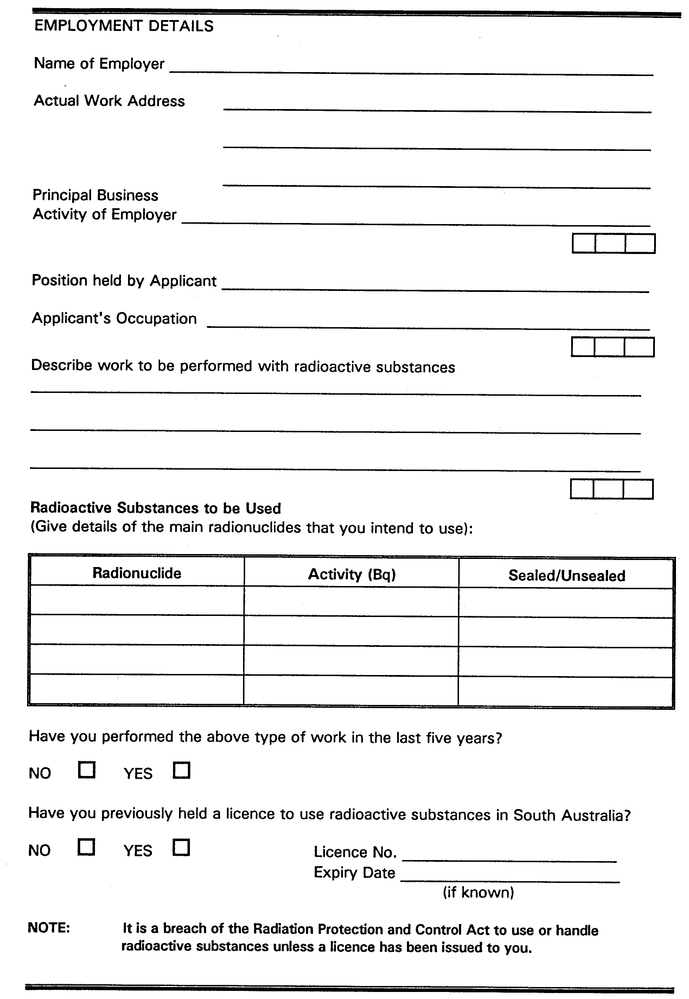 EMPLOYMENT DETAILS
Name of Employer
Actual Work Address
Principal Business
Activity of Employer
Position held by Applicant
Applicant's Occupation
Describe work to be performed with radioactive substances
Radioactive Substances to be Used
(Give details of the main radionuclides that you intend to use):
Radionuclide Activity (Bq) Sealed/Unsealed
Have you performed the above type of work in the last five years?
NO YES
Have you previously held a licence to use radioactive substances in South Australia?
NO YES Licence No.
Expiry Date
(if known)
NOTE: It is a breach of the Radiation Protection and Control Act to use or handle
radioactive substances unless a licence has been issued to you.